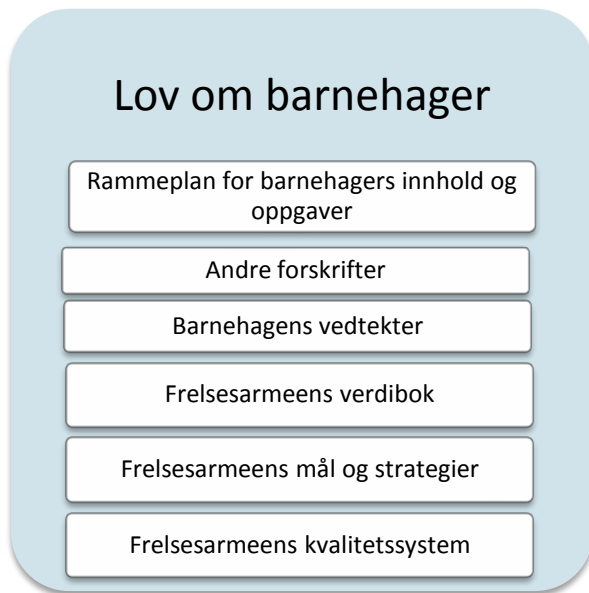 Lov om barnehager
Rammeplan for barnehagers innhold og
oppgaver
Andre forskrifter
Barnehagens vedtekter
Frelsesarmeens verdibok
Frelsesarmeens mål og strategier
Frelsesarmeens kvalitetssystem